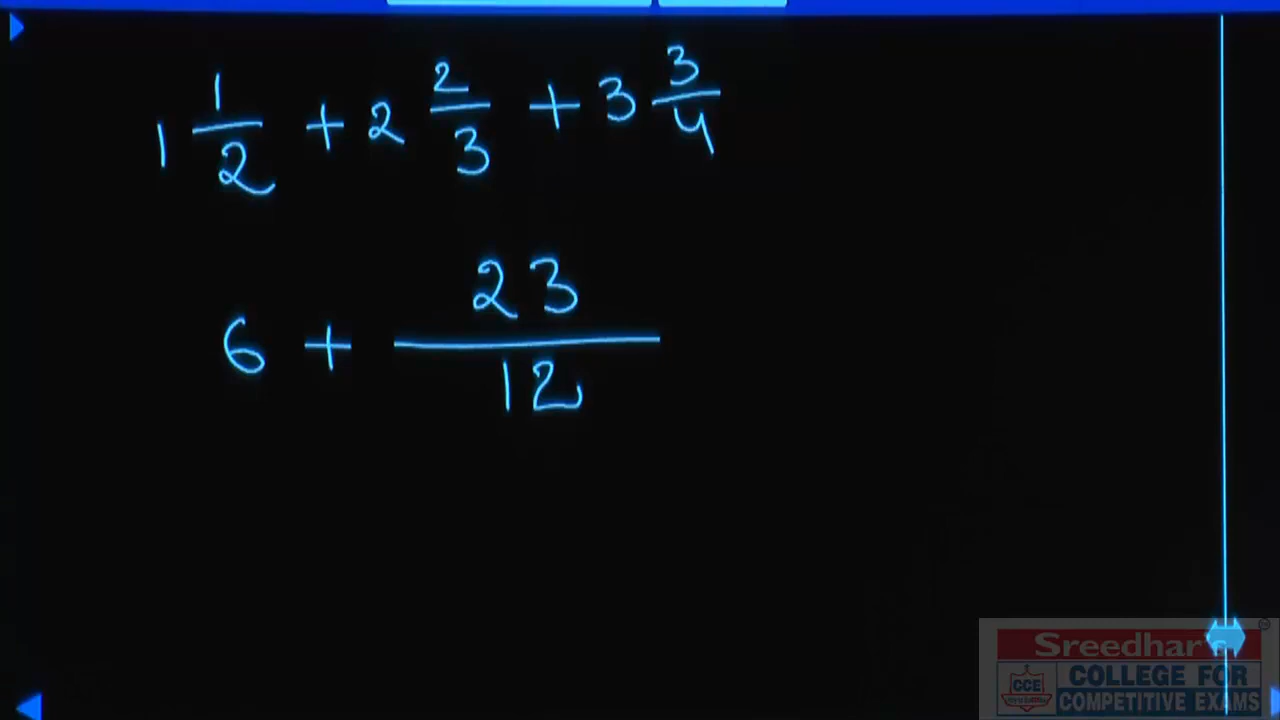 1 1/2 + 2 2/3 + 3 3/4
6 + 23/12
Sreedhar's
CCE
COLLEGE FOR
COMPETITIVE EXAMS